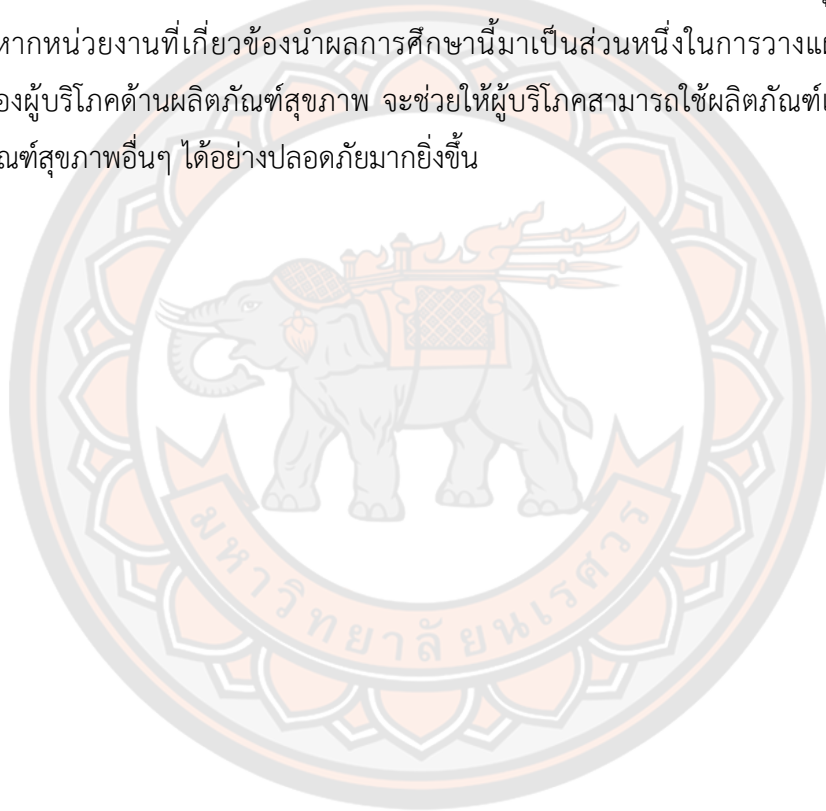 หากหน่วยงานที่เกี่ยวข้องนำผลการศึกษานี้มาเป็นส่วนหนึ่งในการวางแ
องผู้บริโภคด้านผลิตภัณฑ์สุขภาพ จะช่วยให้ผู้บริโภคสามารถใช้ผลิตภัณฑ์
ณฑ์สุขภาพอื่นๆ ได้อย่างปลอดภัยมากยิ่งขึ้น
มหาวิทยาลัยนเรศวร